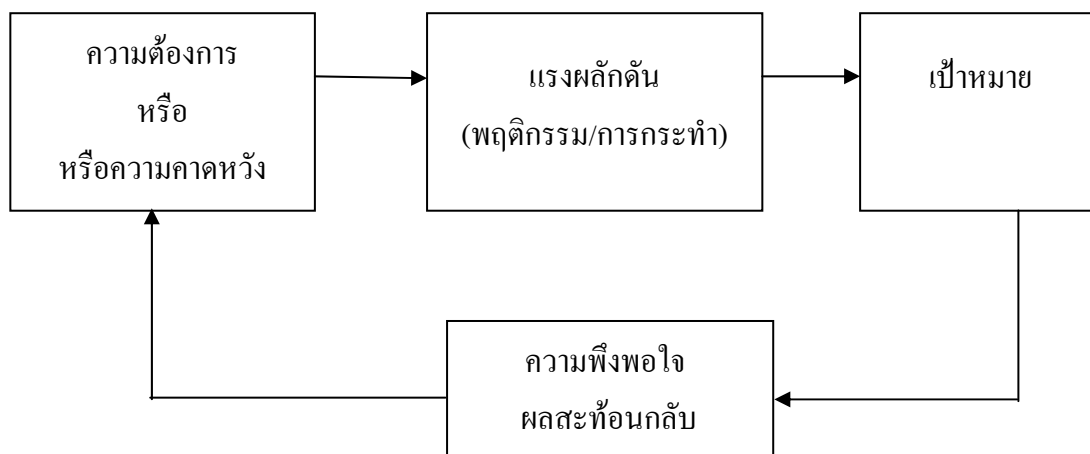 ความต้องการ
หรือ
หรือความคาดหวัง
แรงผลักดัน
(พฤติกรรม/การกระทำ)
เป้าหมาย
ความพึงพอใจ
ผลสะท้อนกลับ